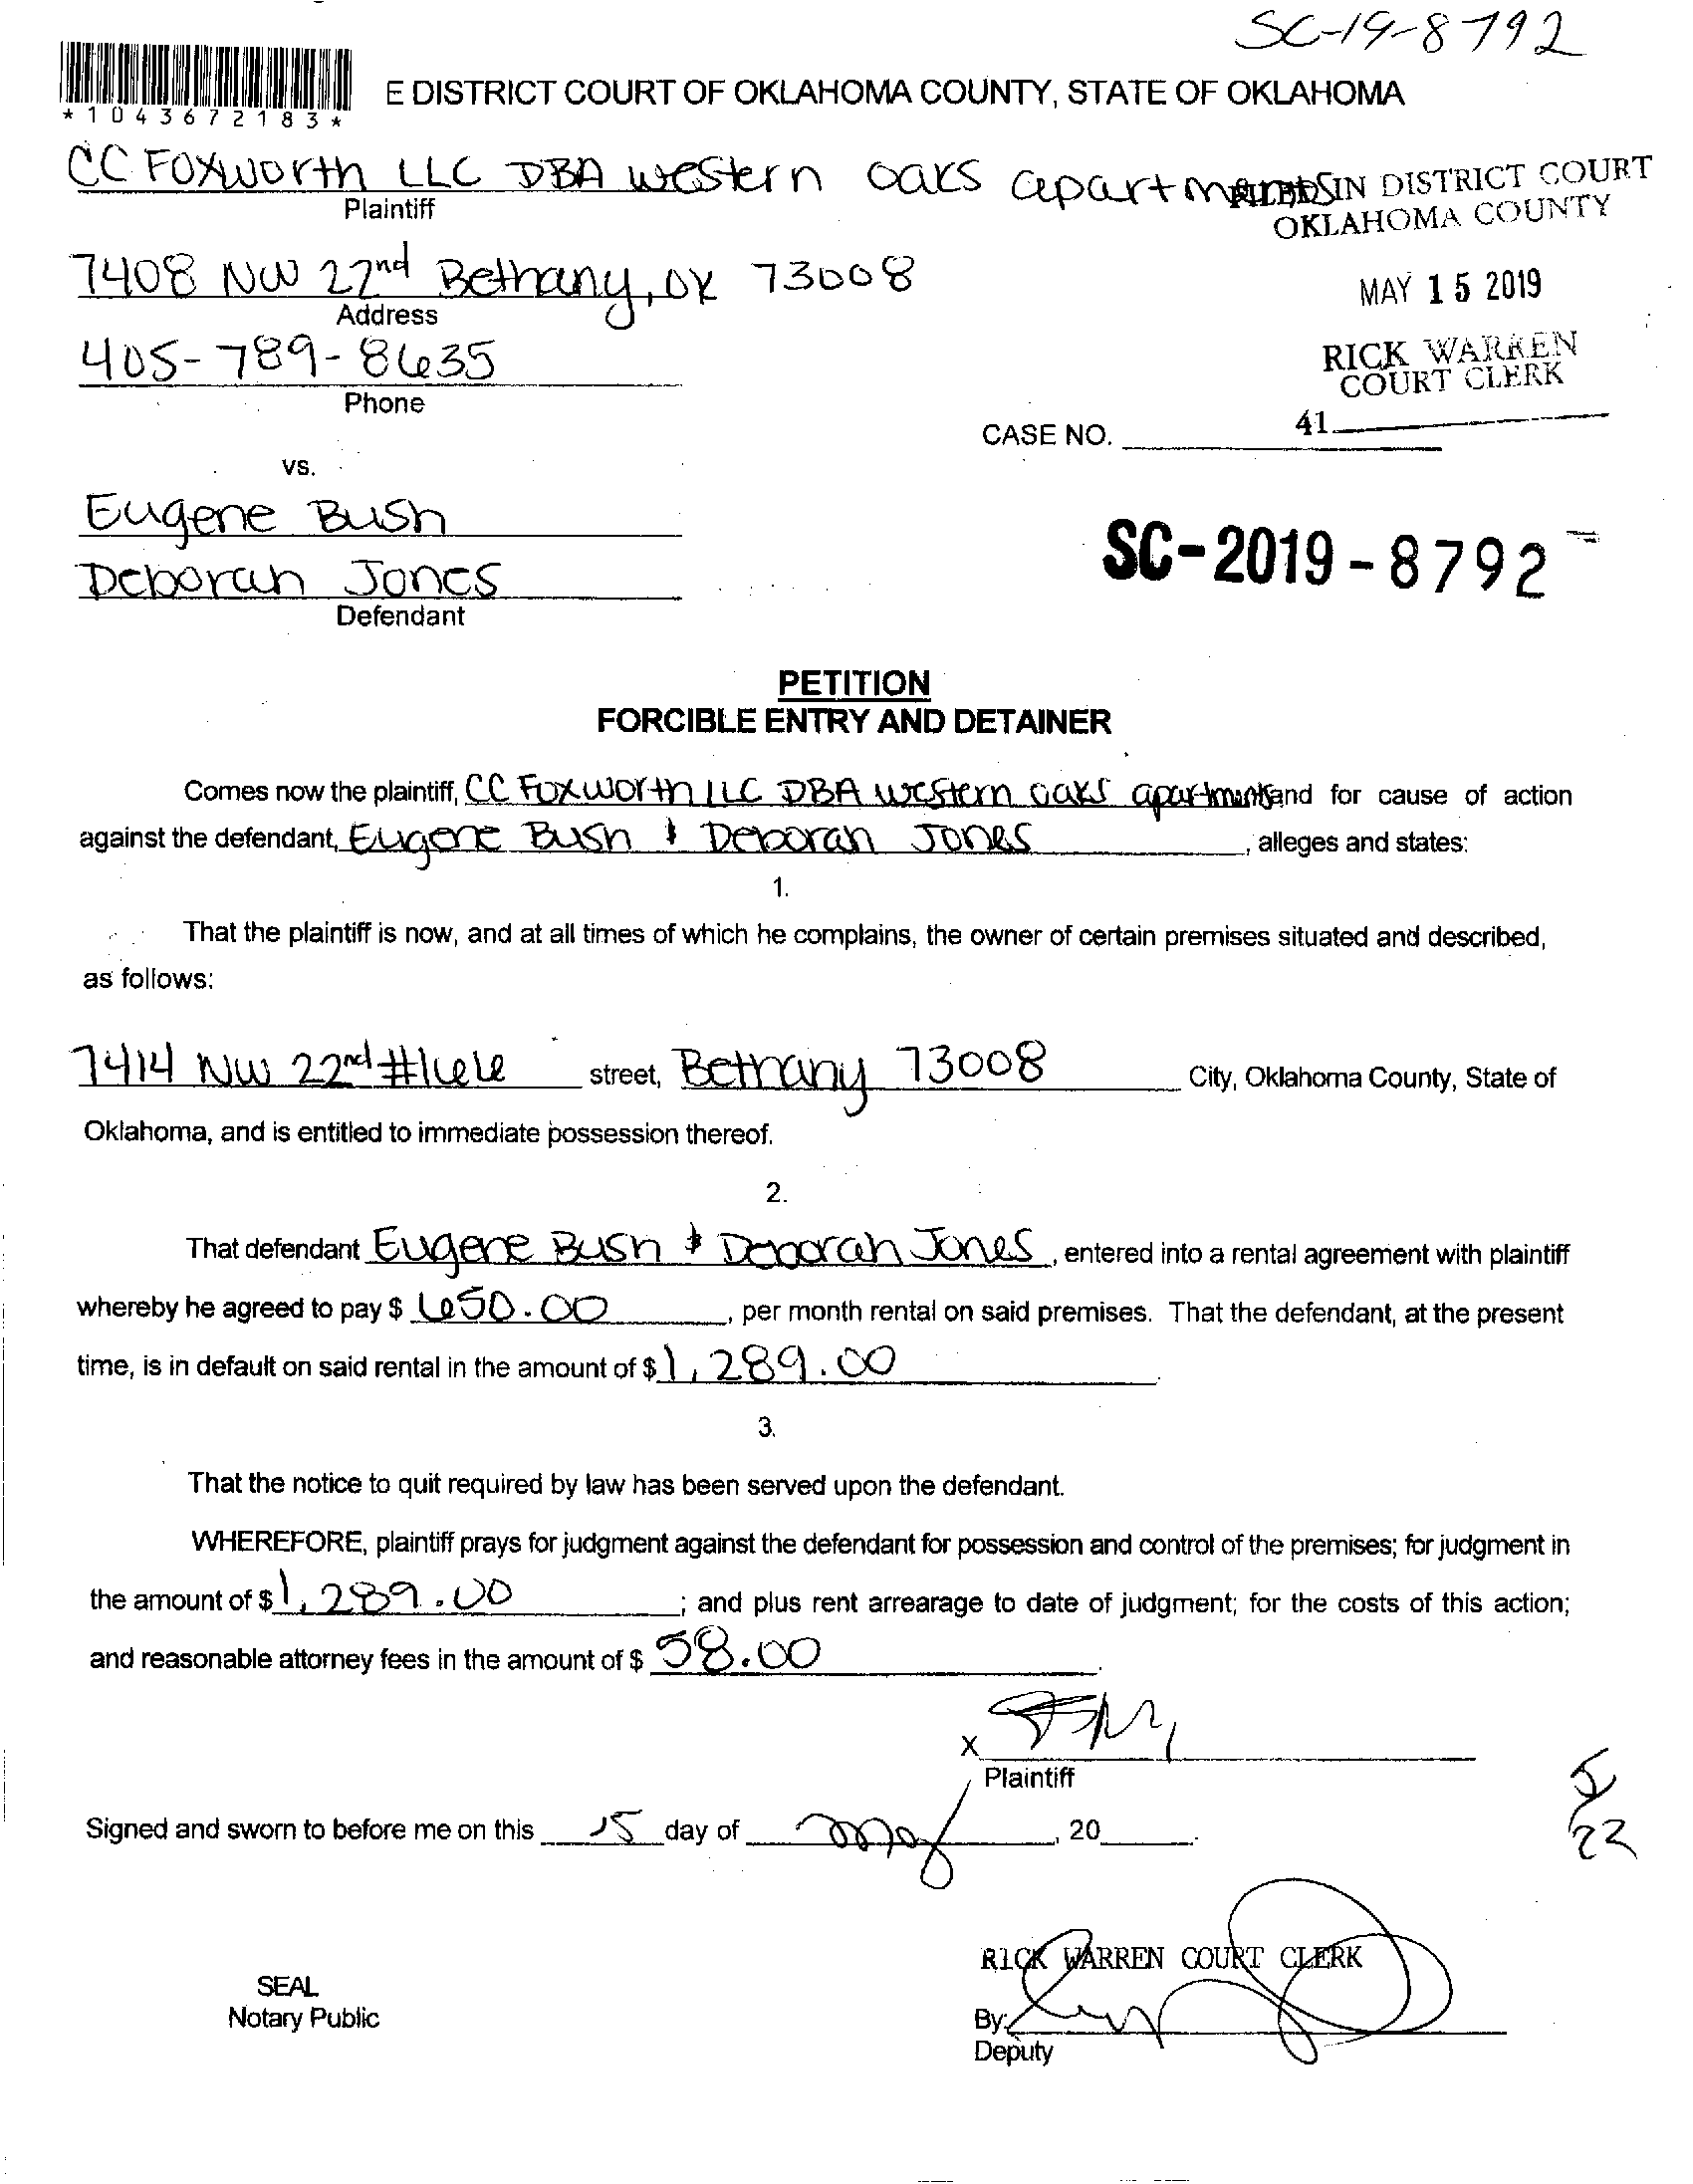 SC-19-8792
E DISTRICT COURT OF OKLAHOMA COUNTY, STATE OF OKLAHOMA
*1043672183*
CC Foxworth LLC DBA western oaks apartments
Plaintiff
FILED IN DISTRICT COURT
OKLAHOMA COUNTY
7408 NW 22nd Bethany, OK 73008
Address
MAY 15 2019
405-789-8635
Phone
RICK WARREN
COURT CLERK
CASE NO.
41
vs.
Eugene Bush
Deborah Jones
Defendant
SC-2019-8792
PETITION
FORCIBLE ENTRY AND DETAINER
Comes now the plaintiff, CC Foxworth LLC DBA western oaks apartments and for cause of action
against the defendant, Eugene Bush & Deborah Jones, alleges and states:
1.
That the plaintiff is now, and at all times of which he complains, the owner of certain premises situated and described,
as follows:
7414 NW 22nd #166 street, Bethany 73008 City, Oklahoma County, State of
Oklahoma, and is entitled to immediate possession thereof.
2.
That defendant Eugene Bush & Deborah Jones, entered into a rental agreement with plaintiff
whereby he agreed to pay $ 650.00, per month rental on said premises. That the defendant, at the present
time, is in default on said rental in the amount of $ 1,289.00.
3.
That the notice to quit required by law has been served upon the defendant.
WHEREFORE, plaintiff prays for judgment against the defendant for possession and control of the premises; for judgment in
the amount of $ 1,289.00; and plus rent arrearage to date of judgment; for the costs of this action;
and reasonable attorney fees in the amount of $ 58.00.
X
Plaintiff
Signed and sworn to before me on this 15 day of May, 20.
22
RICK WARREN COURT CLERK
SEAL
Notary Public
By:
Deputy